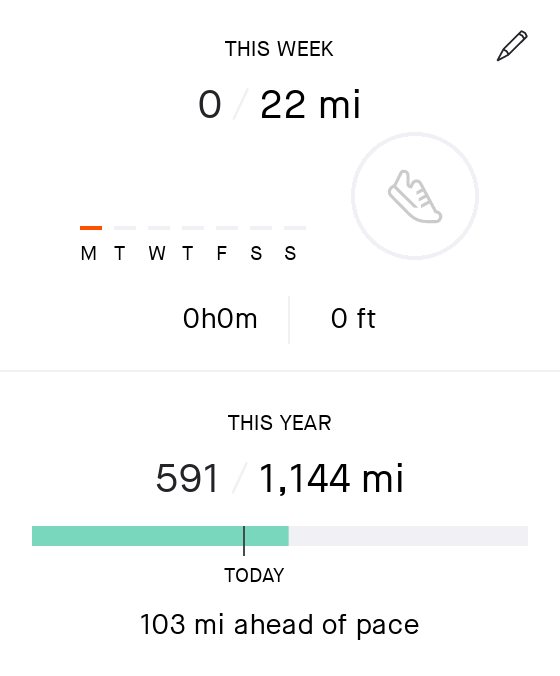 THIS WEEK
0 / 22 mi
M T W T F S S
0h0m 0 ft
THIS YEAR
591 / 1,144 mi
TODAY
103 mi ahead of pace